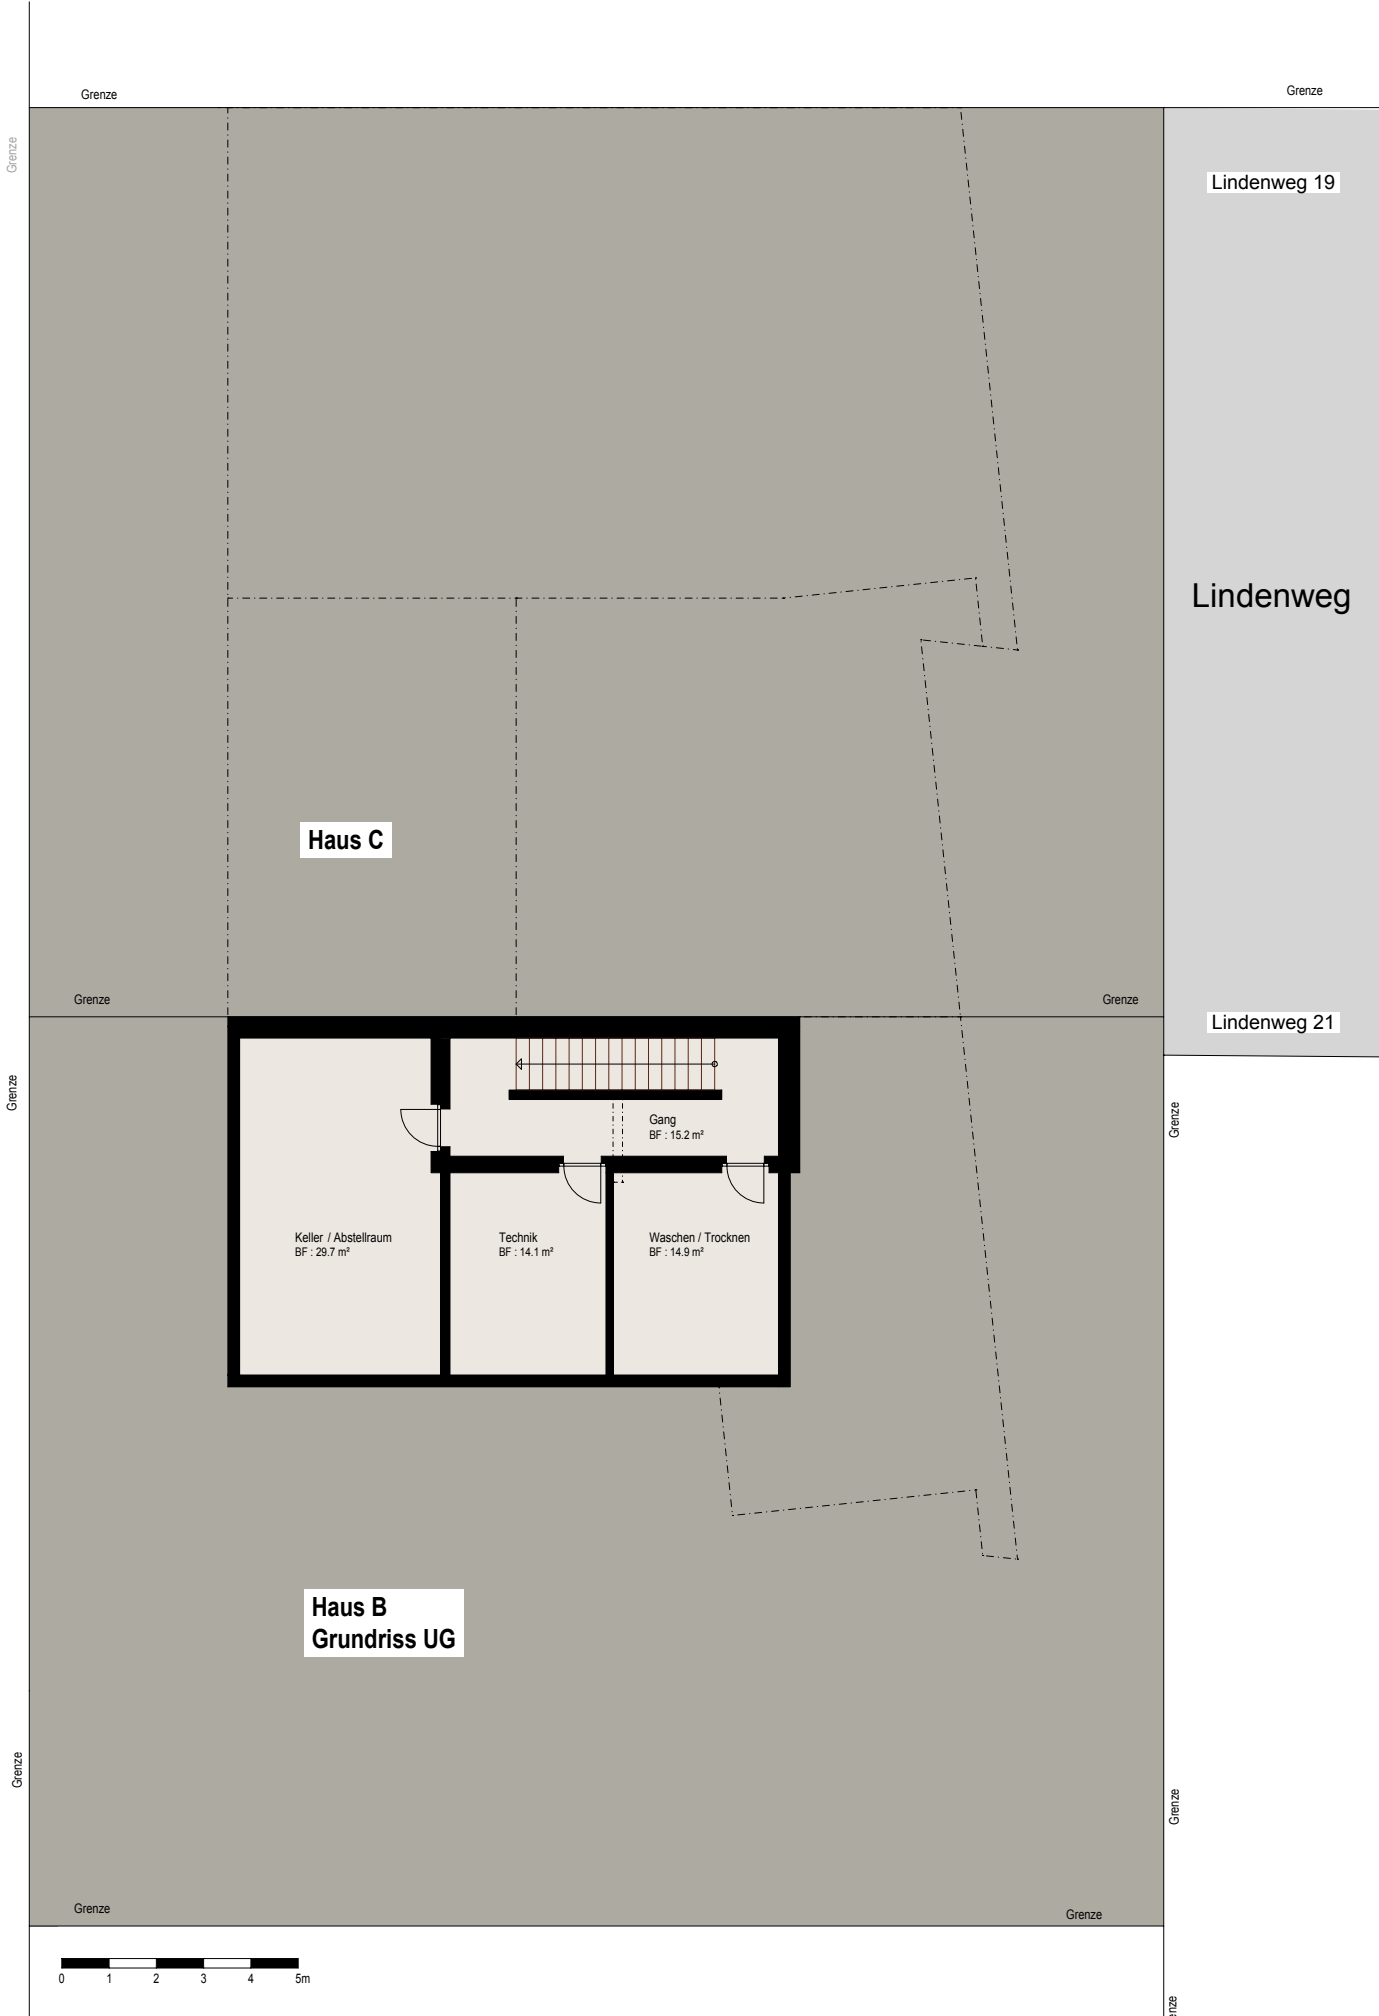 Grenze
Grenze
Grenze
Lindenweg 19
Lindenweg
Haus C
Grenze
Grenze
Lindenweg 21
Grenze
Grenze
Gang
BF : 15.2 m²
Keller / Abstellraum
BF : 29.7 m²
Technik
BF : 14.1 m²
Waschen / Trocknen
BF : 14.9 m²
Haus B
Grundriss UG
Grenze
Grenze
Grenze
Grenze
0 1 2 3 4 5m
nze